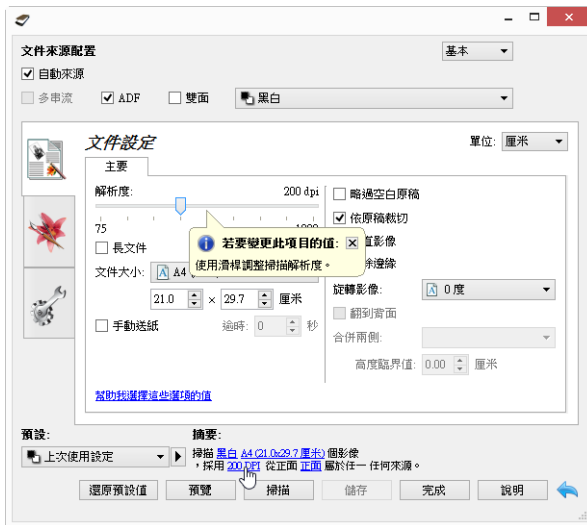 文件來源配置
基本
自動來源
多串流 ADF 雙面 黑白
文件設定
單位: 厘米
主要
解析度: 200 dpi
75
長文件
文件大小: A4
21.0 × 29.7 厘米
手動送紙 逾時: 0 秒
幫助我選擇這些選項的值
若要變更此項目的值:
使用滑桿調整掃描解析度。
略過空白原稿
依原稿裁切
影像
邊緣
旋轉影像: 0 度
翻到背面
合併兩側:
高度臨界值: 0.00 厘米
預設:
上次使用設定
摘要:
掃描 黑白 A4 (21.0x29.7 厘米) 個影像
，採用 200 DPI 從正面 正面 屬於任一 任何來源。
還原預設值 預覽 掃描 儲存 完成 說明